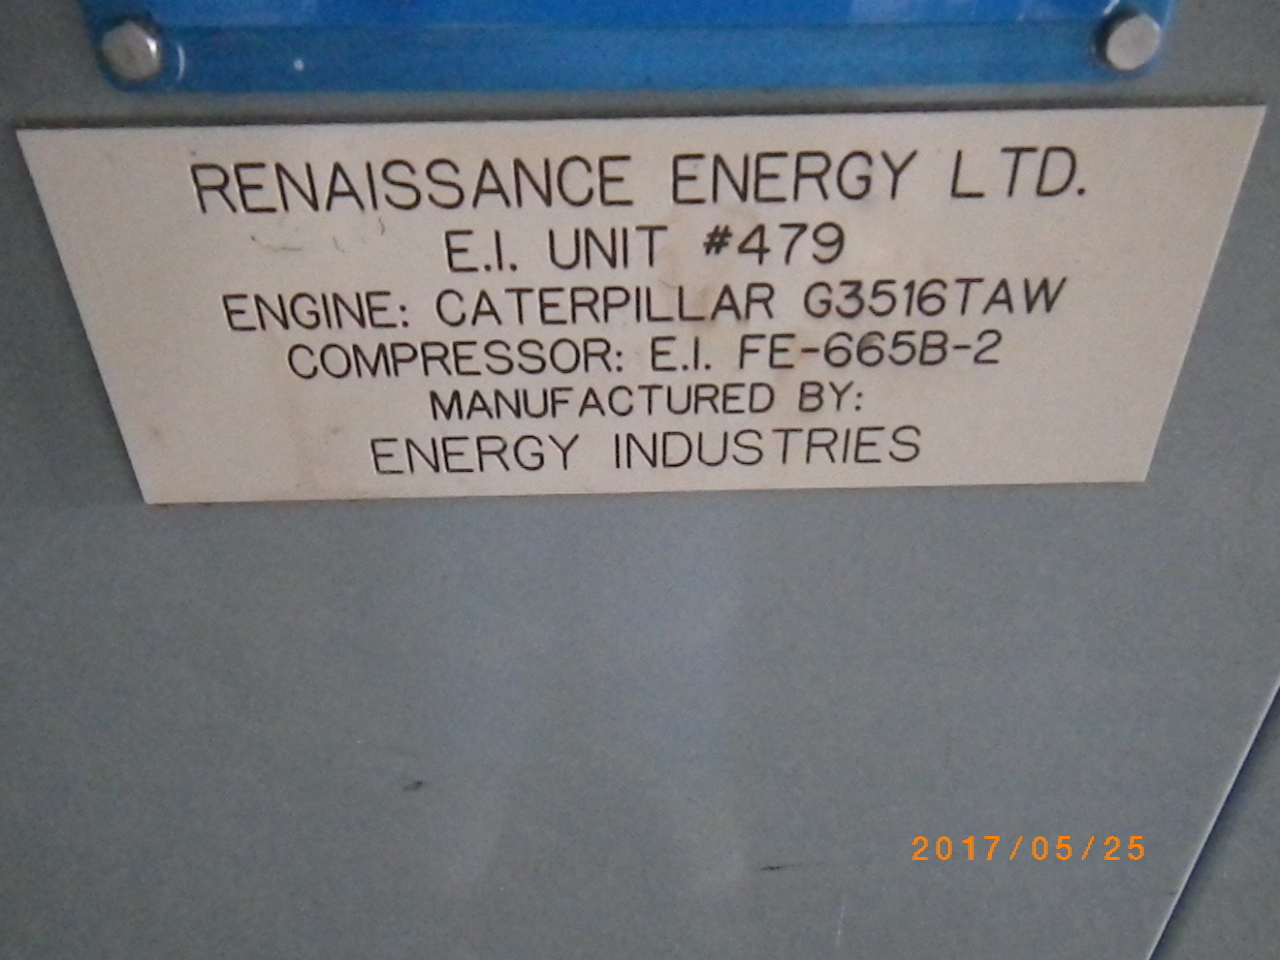 RENAISSANCE ENERGY LTD.
E.I. UNIT #479
ENGINE: CATERPILLAR G3516TAW
COMPRESSOR: E.I. FE-665B-2
MANUFACTURED BY:
ENERGY INDUSTRIES
2017/05/25